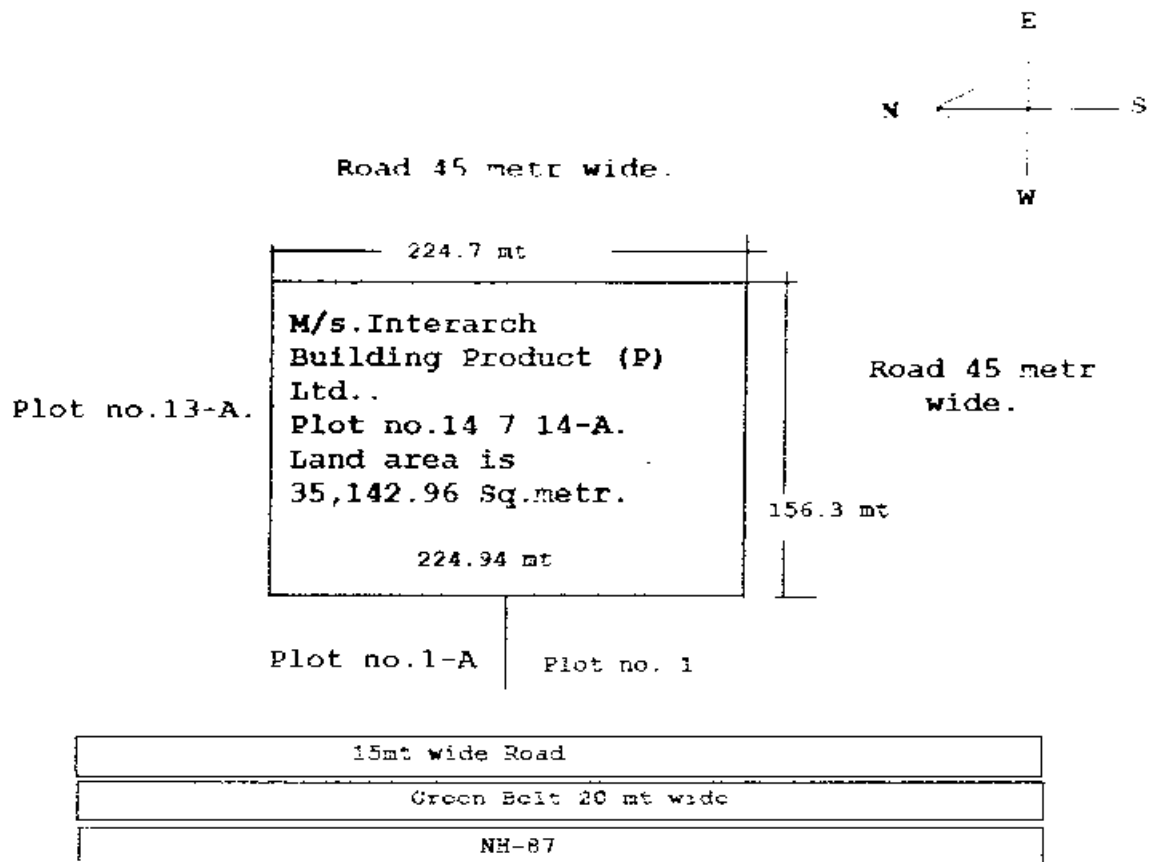 E
N
S
W
Road 45 metr wide.
224.7 mt
M/s.Interarch
Building Product (P)
Ltd..
Plot no.14 7 14-A.
Land area is
35,142.96 Sq.metr.
224.94 mt
Plot no.13-A.
Road 45 metr
wide.
156.3 mt
Plot no.1-A
Plot no. 1
15mt wide Road
Green Belt 20 mt wide
NH-87